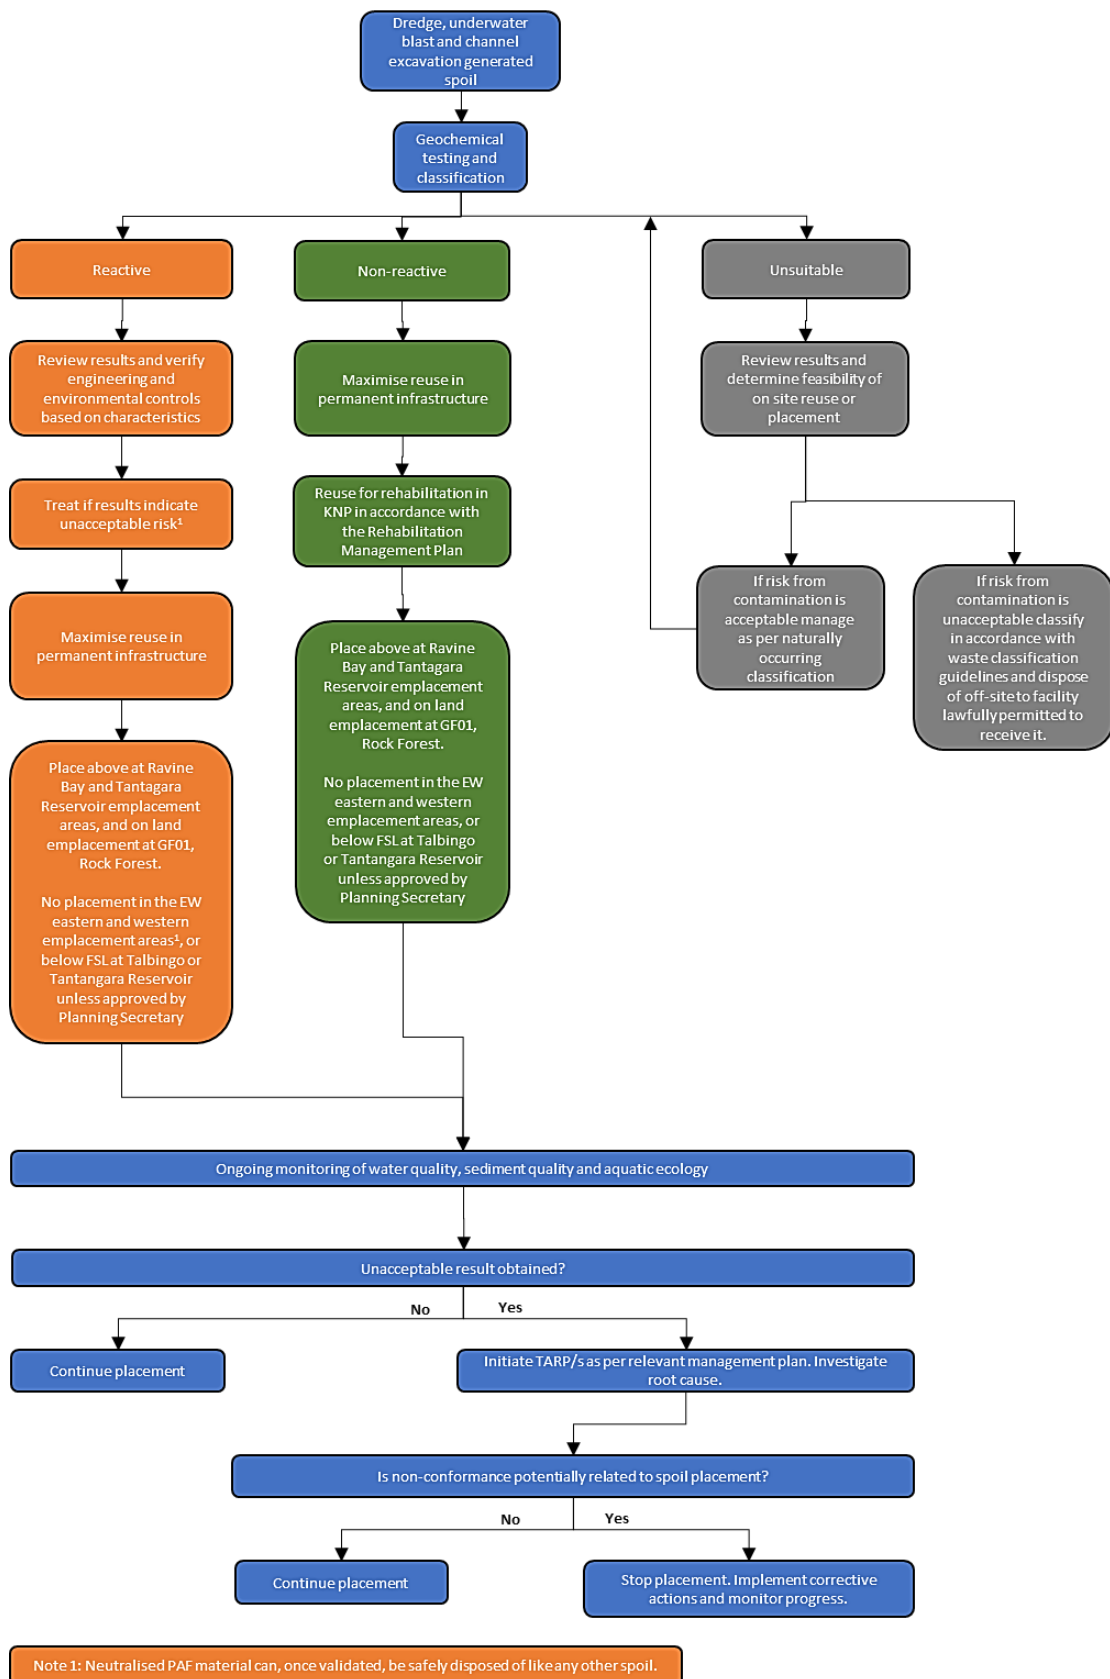 Dredge, underwater
blast and channel
excavation generated
spoil
Geochemical
testing and
classification
Reactive
Non-reactive
Unsuitable
Review results and verify
engineering and
environmental controls
based on characteristics
Maximise reuse in
permanent infrastructure
Review results and
determine feasibility of
on site reuse or
placement
Treat if results indicate
unacceptable risk¹
Reuse for rehabilitation in
KNP in accordance with
the Rehabilitation
Management Plan
If risk from
contamination is
acceptable manage
as per naturally
occurring
classification
If risk from
contamination is
unacceptable classify
in accordance with
waste classification
guidelines and dispose
of off-site to facility
lawfully permitted to
receive it.
Maximise reuse in
permanent infrastructure
Place above at Ravine
Bay and Tantagara
Reservoir emplacement
areas, and on land
emplacement at GF01,
Rock Forest.
No placement in the EW
eastern and western
emplacement areas, or
below FSL at Talbingo
or Tantangara Reservoir
unless approved by
Planning Secretary
Place above at Ravine
Bay and Tantagara
Reservoir emplacement
areas, and on land
emplacement at GF01,
Rock Forest.
No placement in the EW
eastern and western
emplacement areas¹, or
below FSL at Talbingo or
Tantangara Reservoir
unless approved by
Planning Secretary
Ongoing monitoring of water quality, sediment quality and aquatic ecology
Unacceptable result obtained?
No
Yes
Continue placement
Initiate TARP/s as per relevant management plan. Investigate
root cause.
Is non-conformance potentially related to spoil placement?
No
Yes
Continue placement
Stop placement. Implement corrective
actions and monitor progress.
Note 1: Neutralised PAF material can, once validated, be safely disposed of like any other spoil.